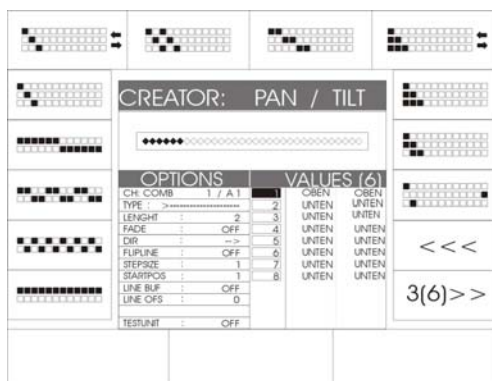 CREATOR: PAN / TILT
OPTIONS
CH: COMB 1 / A 1
TYPE : >
LENGHT : 2
FADE : OFF
DIR : -->
FLIPLINE : OFF
STEPSIZE 1
STARTPOS : 1
LINE BUF : OFF
LINE OFS : 0
TESTUNIT : OFF
VALUES (6)
1 OBEN OBEN
2 UNTEN UNTEN
3 UNTEN UNTEN
4 UNTEN UNTEN
5 UNTEN UNTEN
6 UNTEN UNTEN
7 UNTEN UNTEN
8 UNTEN UNTEN
<<<
3(6)>>